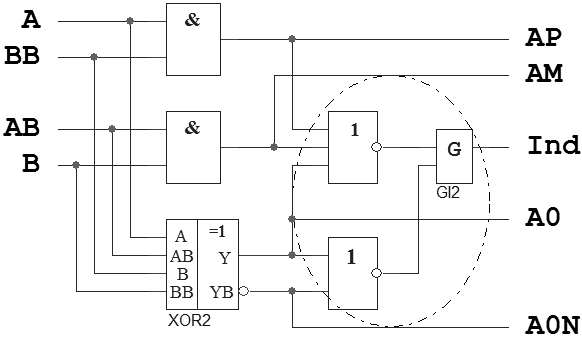 A
&
AP
BB
AM
AB
&
1
G
Ind
B
GI2
=1
A
Y
AB
B
BB
YB
XOR2
1
A0
A0N